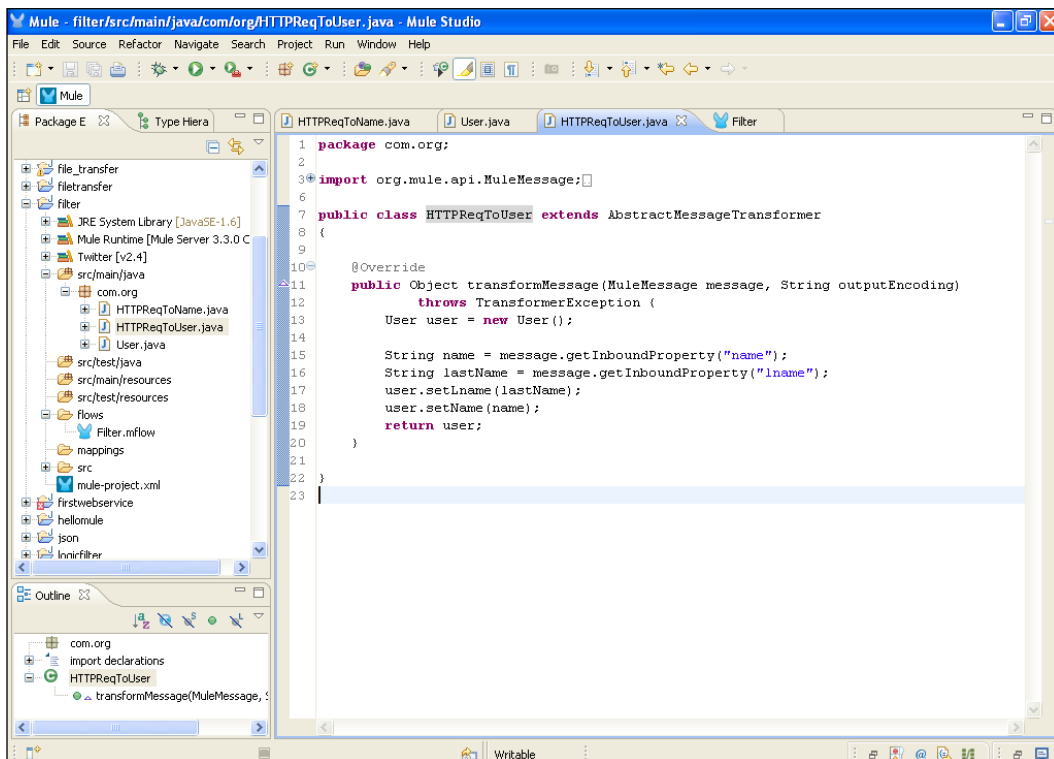 Mule - filter/src/main/java/com/org/HTTPReqToUser.java - Mule Studio
File Edit Source Refactor Navigate Search Project Run Window Help
Mule
Package E
Type Hiera
HTTPReqToName.java
User.java
HTTPReqToUser.java
Filter
file_transfer
filetransfer
filter
JRE System Library [JavaSE-1.6]
Mule Runtime [Mule Server 3.3.0 C
Twitter [v2.4]
src/main/java
com.org
HTTPReqToName.java
HTTPReqToUser.java
User.java
src/test/java
src/main/resources
src/test/resources
flows
Filter.mflow
mappings
src
mule-project.xml
firstwebservice
hellomule
json
logicfilter
1 package com.org;
2
3 import org.mule.api.MuleMessage;
6
7 public class HTTPReqToUser extends AbstractMessageTransformer
8 {
9
10 @Override
11 public Object transformMessage(MuleMessage message, String outputEncoding)
12 throws TransformerException {
13 User user = new User();
14
15 String name = message.getInboundProperty("name");
16 String lastName = message.getInboundProperty("lname");
17 user.setLname(lastName);
18 user.setName(name);
19 return user;
20 }
21
22 }
23
Outline
com.org
import declarations
HTTPReqToUser
transformMessage(MuleMessage, S
Writable